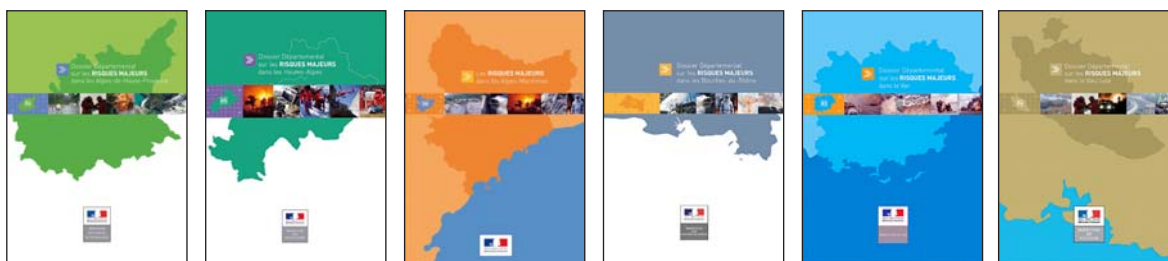 Dossier Départemental
sur les RISQUES MAJEURS
dans les Alpes de Haute-Provence
Dossier Départemental
sur les RISQUES MAJEURS
dans les Hautes-Alpes
Les RISQUES MAJEURS
dans les Alpes-Maritimes
Dossier Départemental
sur les RISQUES MAJEURS
dans les Bouches-du-Rhône
Dossier Départemental
sur les RISQUES MAJEURS
dans le Var
Dossier Départemental
sur les RISQUES MAJEURS
dans le Vaucluse